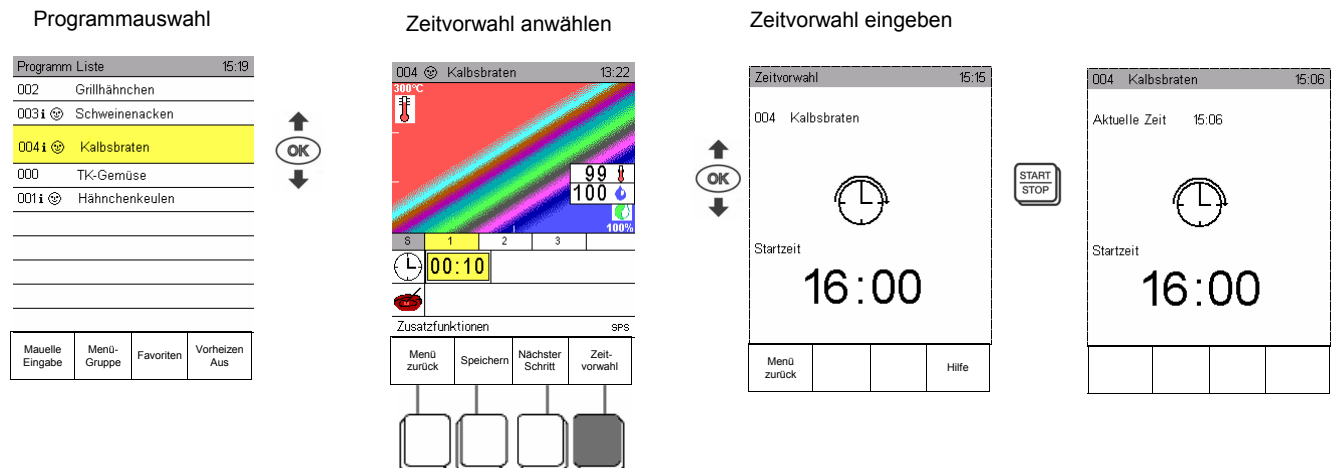 Programmauswahl
Programm Liste 15:19
002 Grillhähnchen
003 i Schweinenacken
004 i Kalbsbraten
000 TK-Gemüse
001 i Hähnchenkeulen
Mauelle Eingabe
Menü-Gruppe
Favoriten
Vorheizen Aus
OK
Zeitvorwahl anwählen
004 Kalbsbraten 13:22
300°C
99
100
100%
S 1 2 3
00:10
Zusatzfunktionen SPS
Menü zurück
Speichern
Nächster Schritt
Zeit-vorwahl
OK
Zeitvorwahl eingeben
Zeitvorwahl 15:15
004 Kalbsbraten
Startzeit
16:00
Menü zurück
Hilfe
START
STOP
004 Kalbsbraten 15:06
Aktuelle Zeit 15:06
Startzeit
16:00